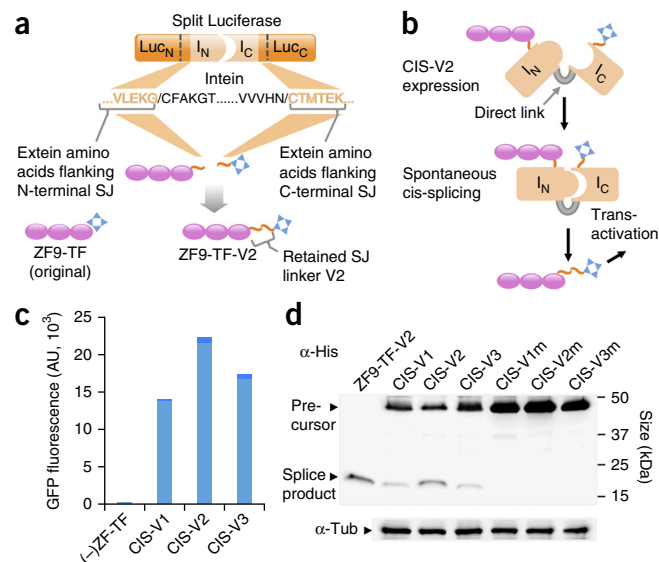 a
Split Luciferase
LucN IN IC LucC
Intein
...VLEKG/CFAKGT......VVVHN/CTMTEK...
Extein amino
acids flanking
N-terminal SJ
Extein amino
acids flanking
C-terminal SJ
ZF9-TF
(original)
ZF9-TF-V2
Retained SJ
linker V2
b
CIS-V2
expression
IN IC
Direct link
Spontaneous
cis-splicing
IN IC
Trans-
activation
c
GFP fluorescence (AU, 10³)
25
20
15
10
5
0
(–)ZF-TF
CIS-V1
CIS-V2
CIS-V3
d
α-His
ZF9-TF-V2
CIS-V1
CIS-V2
CIS-V3
CIS-V1m
CIS-V2m
CIS-V3m
Pre-
cursor
Splice
product
α-Tub
50
37
25
20
15
Size (kDa)